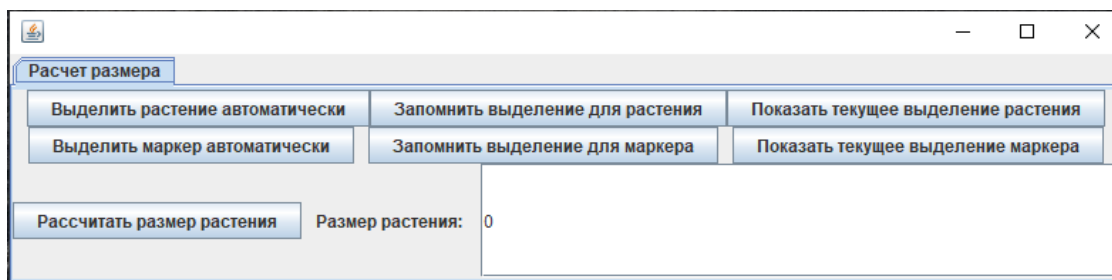 Расчет размера
Выделить растение автоматически Запомнить выделение для растения Показать текущее выделение растения
Выделить маркер автоматически Запомнить выделение для маркера Показать текущее выделение маркера
Рассчитать размер растения Размер растения: 0